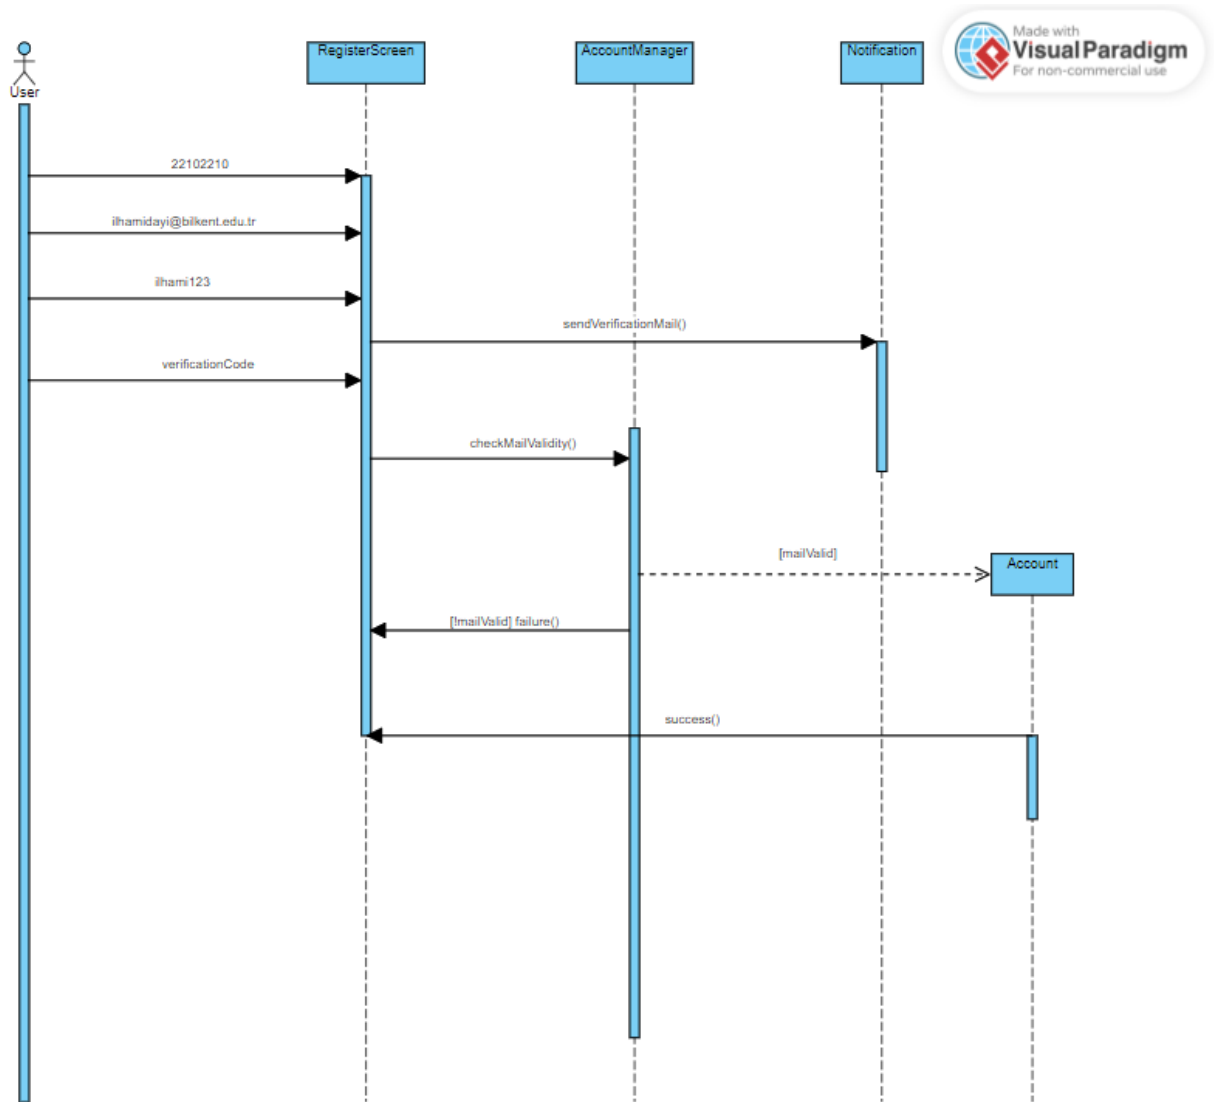 Made with
Visual Paradigm
For non-commercial use
User
RegisterScreen
AccountManager
Notification
22102210
ilhamidayi@bilkent.edu.tr
ilhami123
sendVerificationMail()
verificationCode
checkMailValidity()
[mailValid]
Account
[!mailValid] failure()
success()